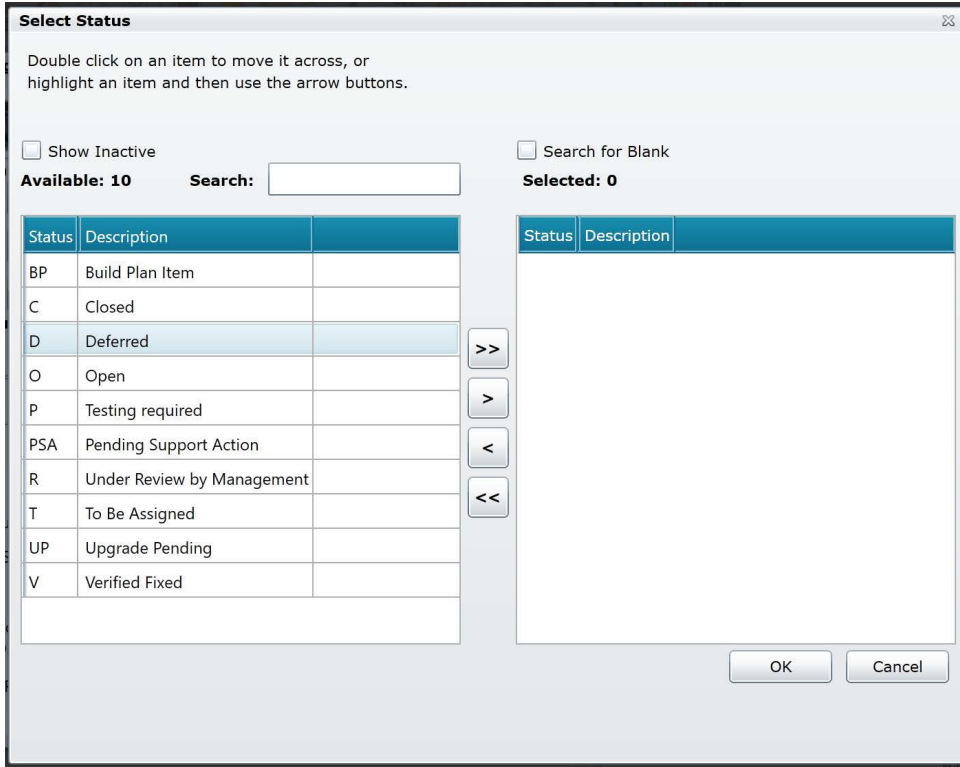 Select Status
Double click on an item to move it across, or
highlight an item and then use the arrow buttons.
Show Inactive
Search for Blank
Available: 10 Search:
Selected: 0
Status Description
BP Build Plan Item
C Closed
D Deferred
O Open
P Testing required
PSA Pending Support Action
R Under Review by Management
T To Be Assigned
UP Upgrade Pending
V Verified Fixed
>>
>
<
<<
Status Description
OK Cancel